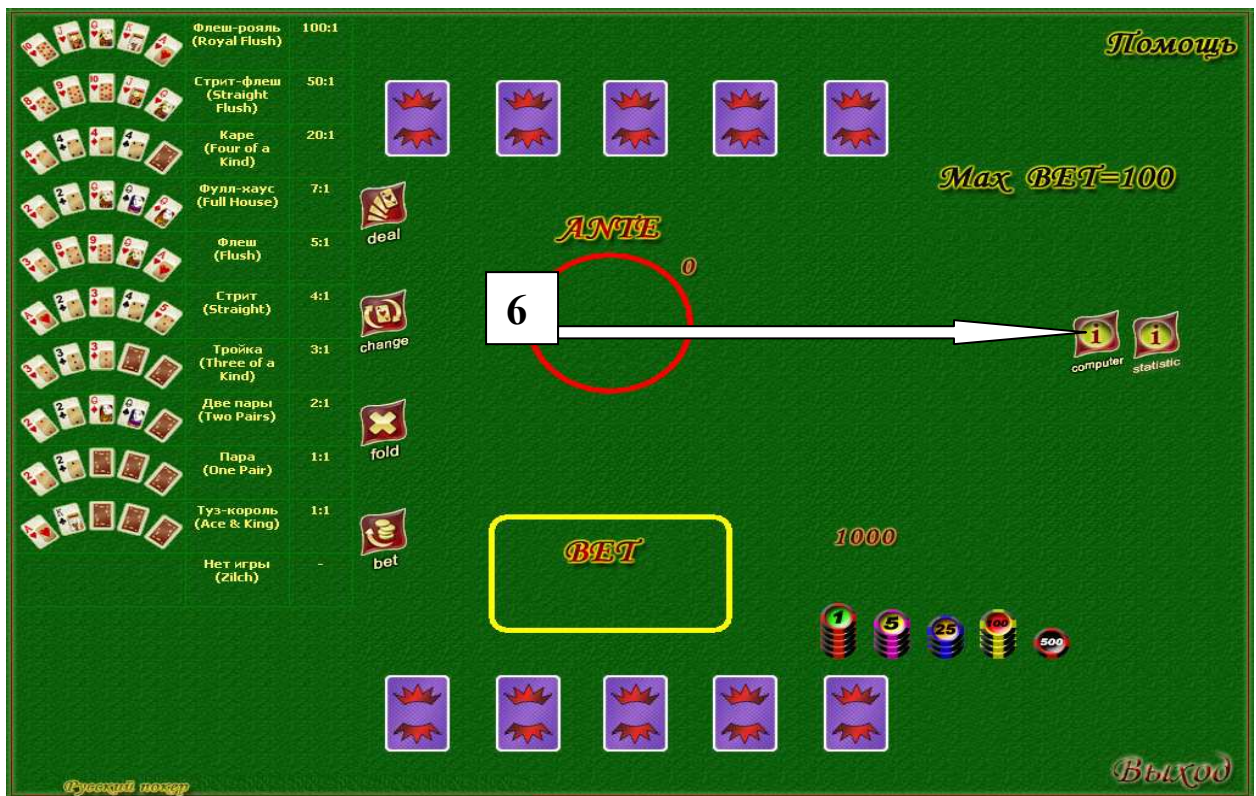 Флеш-рояль 100:1
(Royal Flush)
Стрит-флеш 50:1
(Straight
Flush)
Каре 20:1
(Four of a
Kind)
Фулл-хаус 7:1
(Full House)
Флеш 5:1
(Flush)
Стрит 4:1
(Straight)
Тройка 3:1
(Three of a
Kind)
Две пары 2:1
(Two Pairs)
Пара 1:1
(One Pair)
Туз-король 1:1
(Ace & King)
Нет игры -
(Zilch)
Русский покер
deal
change
fold
bet
ANTE
0
6
BET
Помощь
Max BET=100
computer
statistic
1000
1
5
25
100
500
Выход